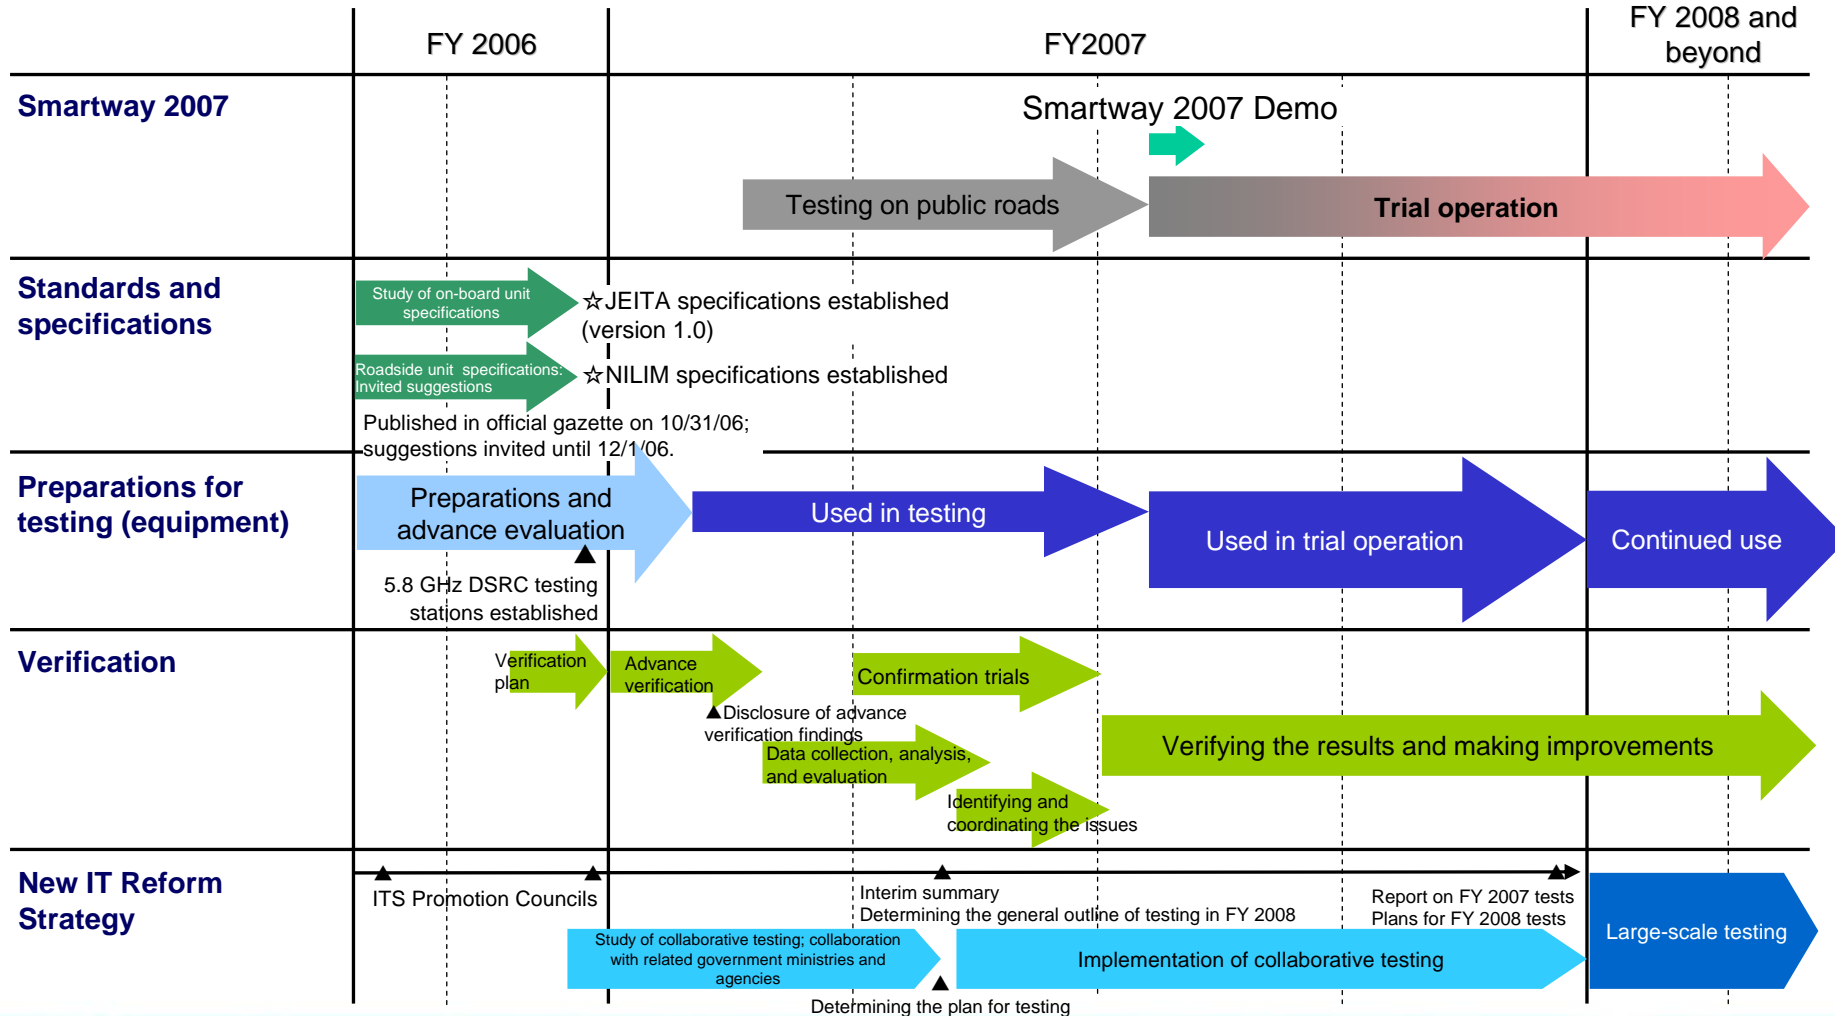 FY 2006
FY2007
FY 2008 and
beyond
Smartway 2007
Smartway 2007 Demo
Testing on public roads
Trial operation
Standards and
specifications
Study of on-board unit
specifications
☆JEITA specifications established
(version 1.0)
Roadside unit specifications:
Invited suggestions
☆NILIM specifications established
Published in official gazette on 10/31/06;
suggestions invited until 12/1/06.
Preparations for
testing (equipment)
Preparations and
advance evaluation
Used in testing
Used in trial operation
Continued use
▲
5.8 GHz DSRC testing
stations established
Verification
Verification
plan
Advance
verification
Confirmation trials
▲Disclosure of advance
verification findings
Data collection, analysis,
and evaluation
Identifying and
coordinating the issues
Verifying the results and making improvements
New IT Reform
Strategy
ITS Promotion Councils
Interim summary
Determining the general outline of testing in FY 2008
Report on FY 2007 tests
Plans for FY 2008 tests
Study of collaborative testing; collaboration
with related government ministries and
agencies
Implementation of collaborative testing
Large-scale testing
Determining the plan for testing